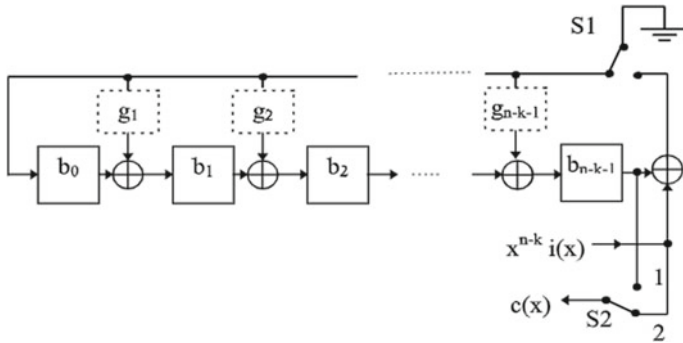 S1
g₁ g₂ gₙ₋ₖ₋₁
b₀ b₁ b₂ bₙ₋ₖ₋₁
xⁿ⁻ᵏ i(x)
1
c(x) S2
2